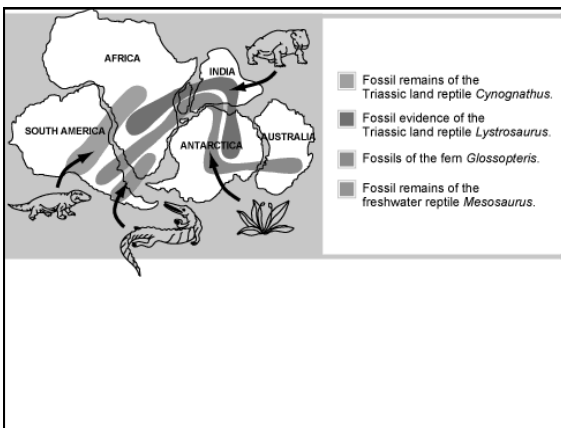 AFRICA
INDIA
SOUTH AMERICA
ANTARCTICA
AUSTRALIA
Fossil remains of the
Triassic land reptile Cynognathus.
Fossil evidence of the
Triassic land reptile Lystrosaurus.
Fossils of the fern Glossopteris.
Fossil remains of the
freshwater reptile Mesosaurus.